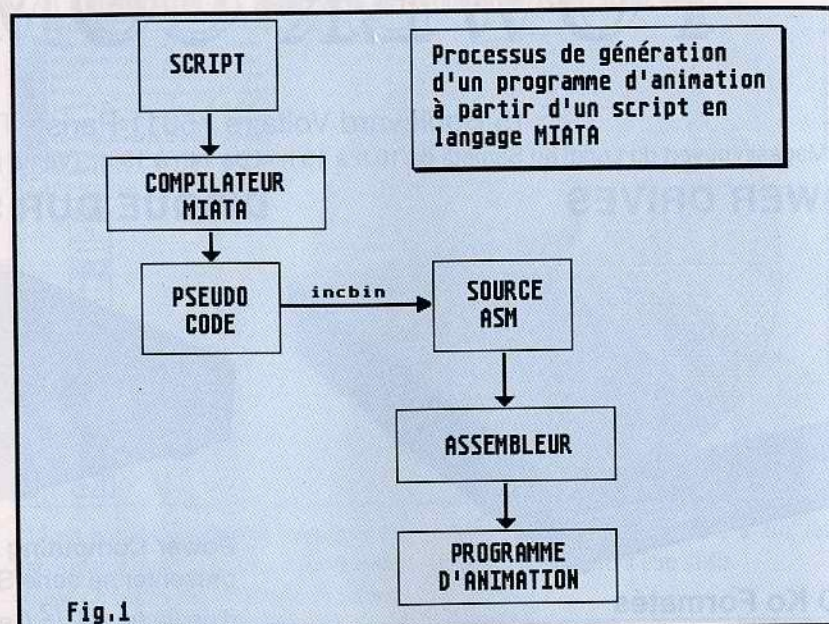 SCRIPT
Processus de génération
d'un programme d'animation
à partir d'un script en
langage MIATA
COMPILATEUR
MIATA
PSEUDO
CODE
incbin
SOURCE
ASM
ASSEMBLEUR
PROGRAMME
D'ANIMATION
Fig.1